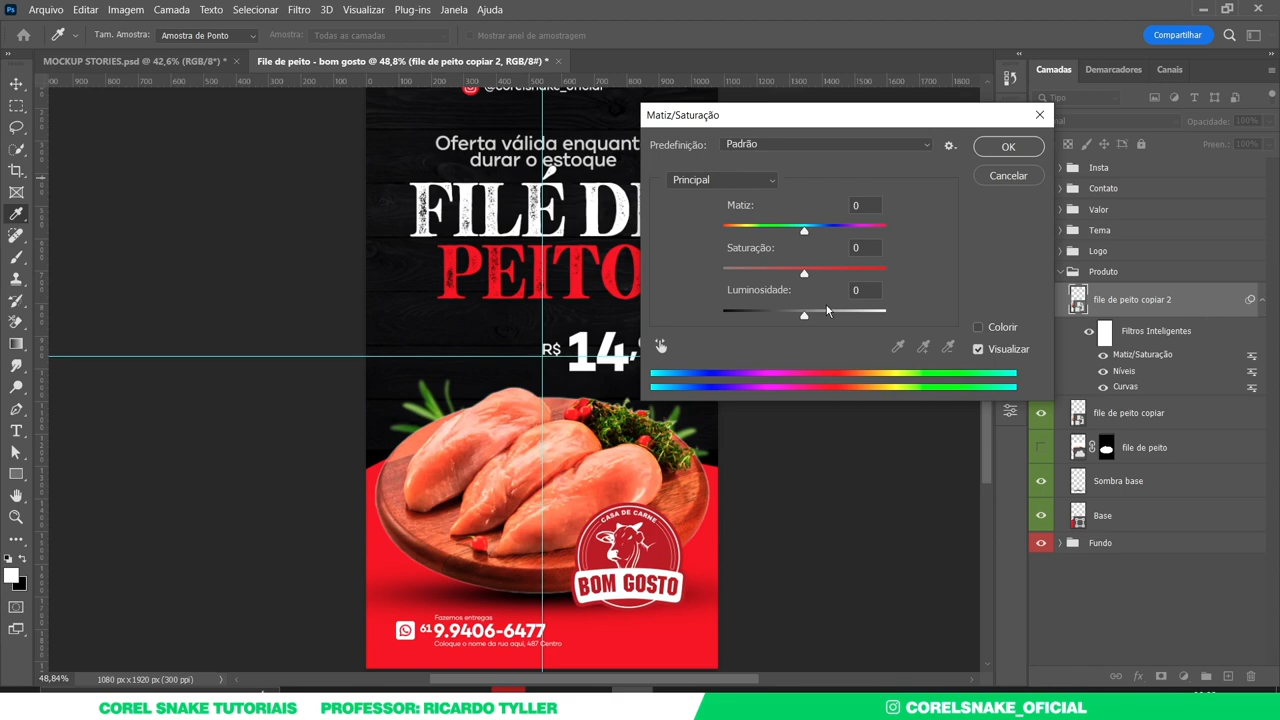 Ps Arquivo Editar Imagem Camada Texto Selecionar Filtro 3D Visualizar Plug-ins Janela Ajuda
Tam. Amostra: Amostra de Ponto Amostra: Todas as camadas Mostrar anel de amostragem Compartilhar
MOCKUP STORIES.psd @ 42,6% (RGB/8*) * × File de peito - bom gosto @ 48,8% (file de peito copiar 2, RGB/8#) * ×
Camadas Demarcadores Canais
Tipo
Opacidade: 100%
Preen.: 100%
Insta
Contato
Valor
Tema
Logo
Produto
file de peito copiar 2
Filtros Inteligentes
Matiz/Saturação
Níveis
Curvas
file de peito copiar
file de peito
Sombra base
Base
Fundo
Matiz/Saturação
Predefinição: Padrão
OK
Cancelar
Principal
Matiz: 0
Saturação: 0
Luminosidade: 0
Colorir
Visualizar
@corelsnake_oficial
Oferta válida enquant
durar o estoque
FILÉ DE
PEITO
R$ 14,
CASA DE CARNE
BOM GOSTO
Fazemos entregas
61 9.9406-6477
Coloque o nome da rua aqui, 487 Centro
48,84% 1080 px x 1920 px (300 ppi)
COREL SNAKE TUTORIAIS PROFESSOR: RICARDO TYLLER CORELSNAKE_OFICIAL